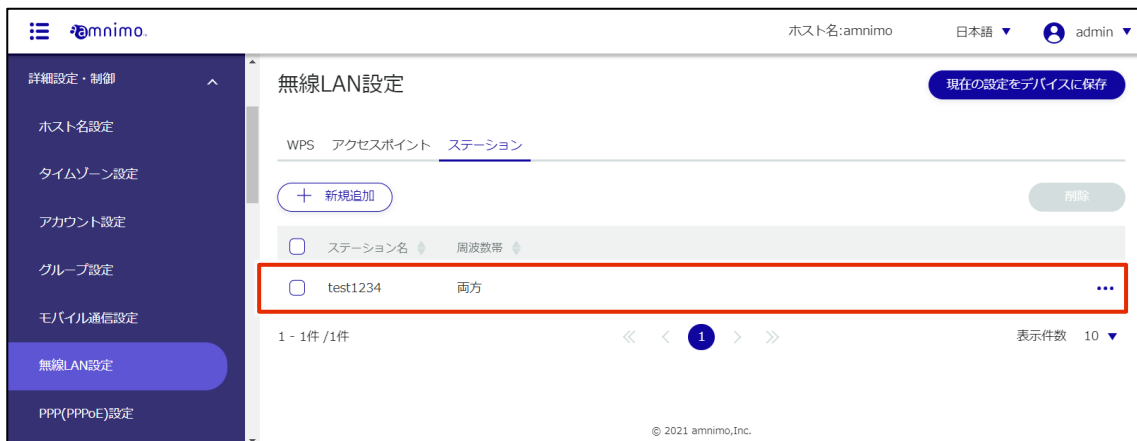 amnimo.
ホスト名:amnimo 日本語 ▼ admin ▼
詳細設定・制御
ホスト名設定
タイムゾーン設定
アカウント設定
グループ設定
モバイル通信設定
無線LAN設定
PPP(PPPoE)設定
無線LAN設定
現在の設定をデバイスに保存
WPS アクセスポイント ステーション
＋ 新規追加
削除
ステーション名 周波数帯
test1234 両方 •••
1 - 1件 /1件
≪ < 1 > ≫
表示件数 10 ▼
© 2021 amnimo,Inc.